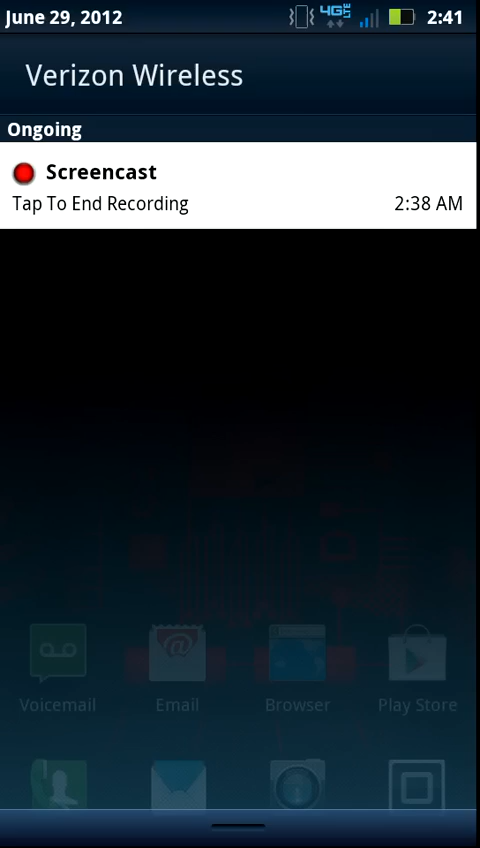 June 29, 2012 4G LTE 2:41
Verizon Wireless
Ongoing
Screencast
Tap To End Recording 2:38 AM
@
Voicemail Email Browser Play Store